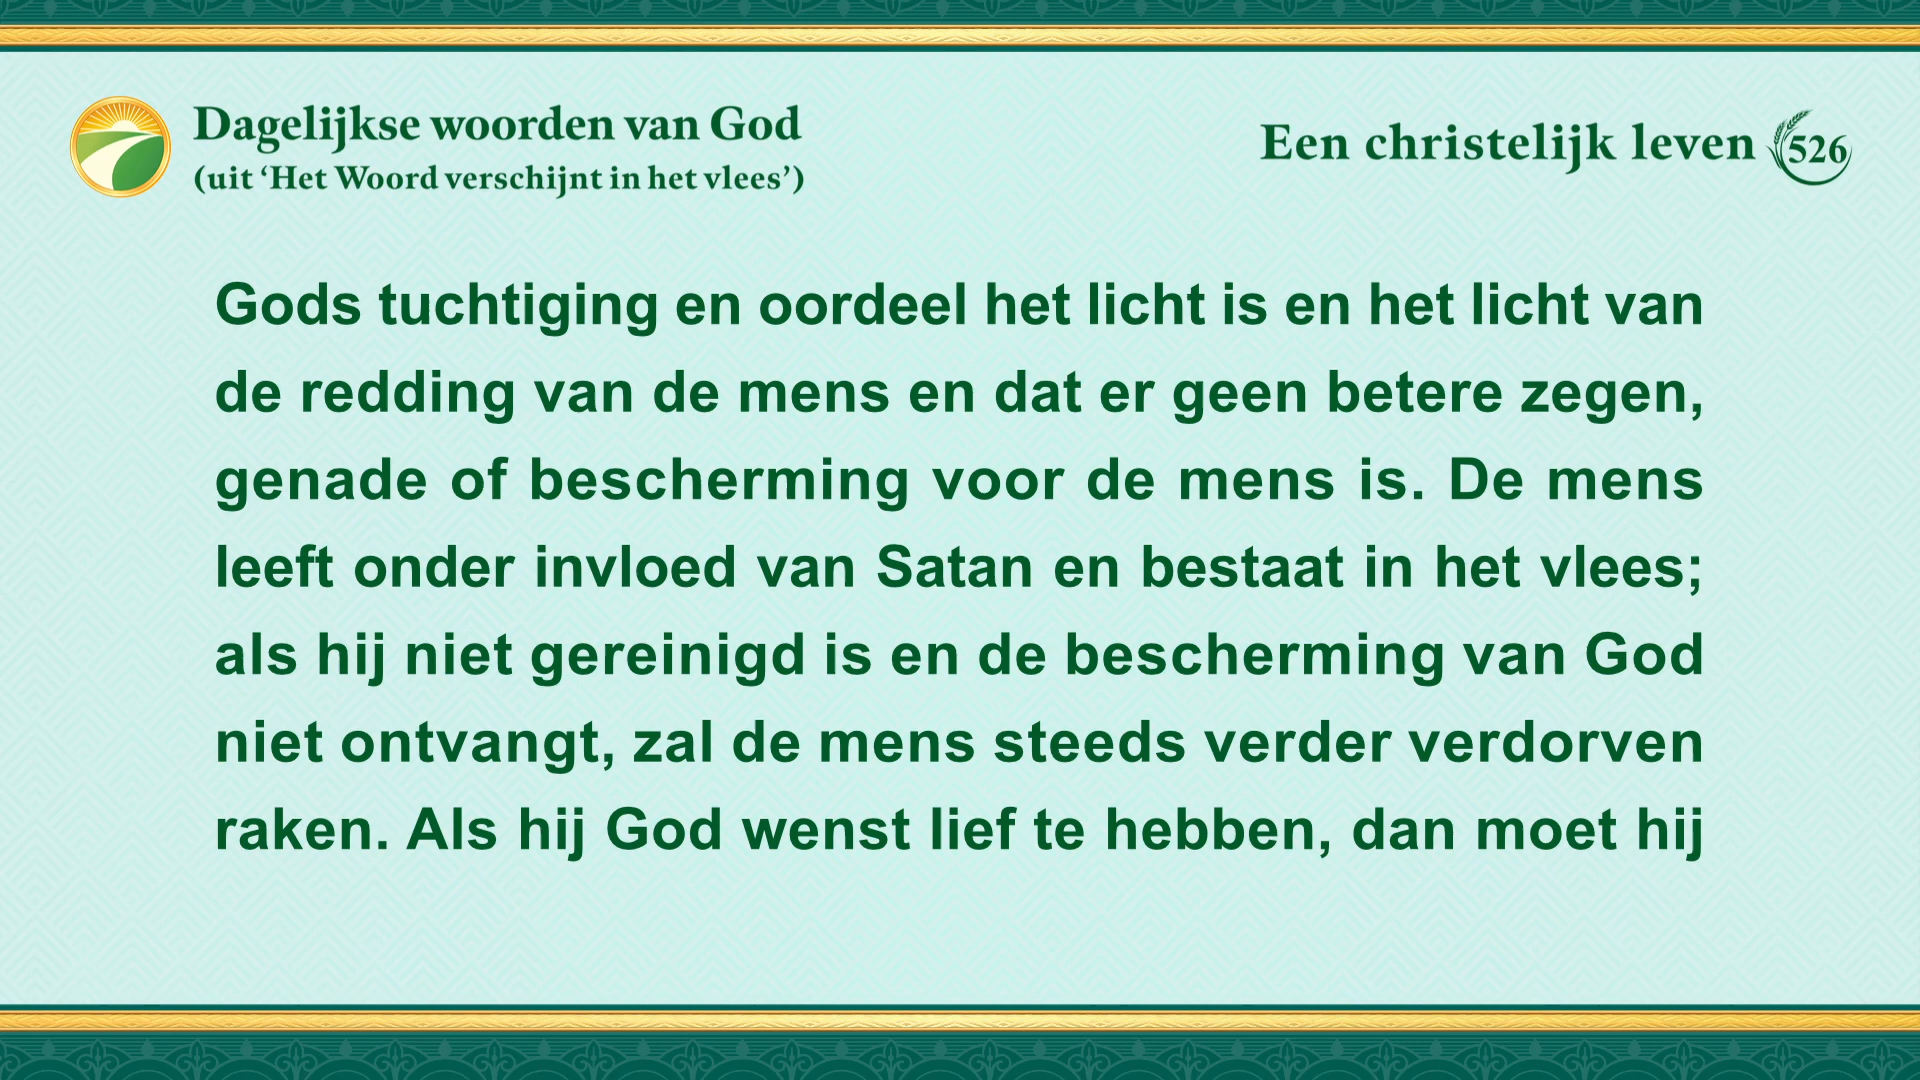 Dagelijkse woorden van God
(uit ‘Het Woord verschijnt in het vlees’)
Een christelijk leven 526
Gods tuchtiging en oordeel het licht is en het licht van
de redding van de mens en dat er geen betere zegen,
genade of bescherming voor de mens is. De mens
leeft onder invloed van Satan en bestaat in het vlees;
als hij niet gereinigd is en de bescherming van God
niet ontvangt, zal de mens steeds verder verdorven
raken. Als hij God wenst lief te hebben, dan moet hij